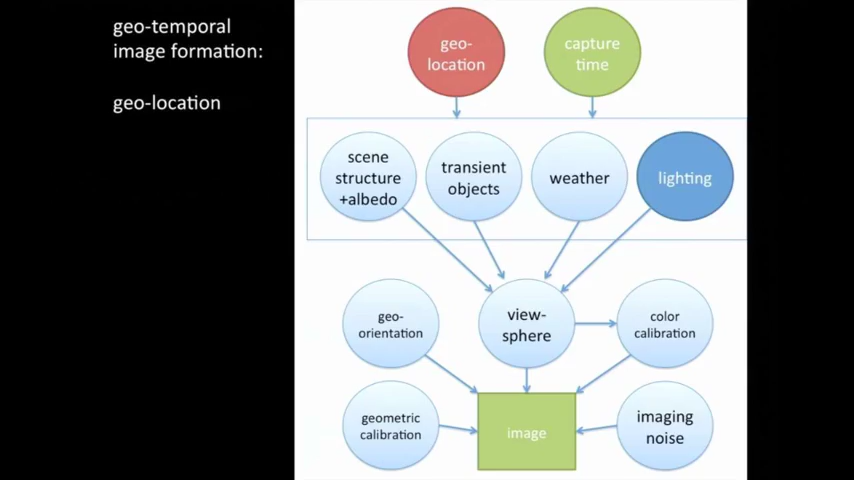 geo-temporal
image formation:
geo-location
geo-
location
capture
time
scene
structure
+albedo
transient
objects
weather
lighting
geo-
orientation
view-
sphere
color
calibration
geometric
calibration
image
imaging
noise